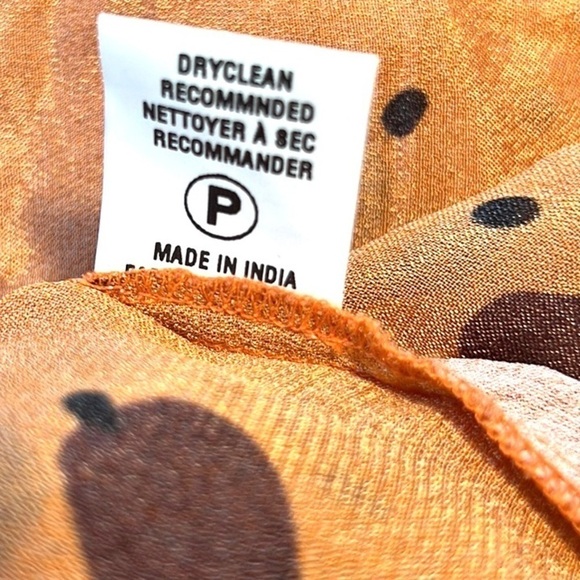 DRYCLEAN
RECOMMNDED
NETTOYER À SEC
RECOMMANDER
P
MADE IN INDIA